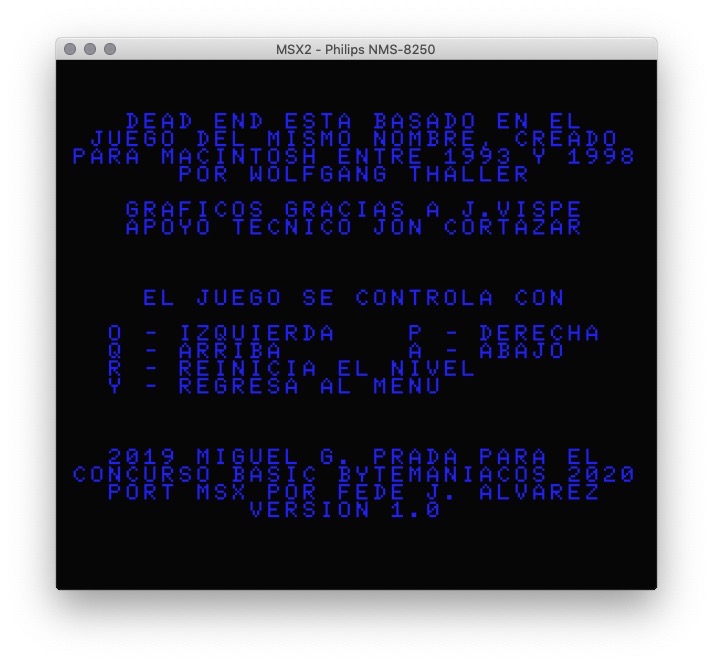 MSX2 - Philips NMS-8250
DEAD END ESTA BASADO EN EL
JUEGO DEL MISMO NOMBRE, CREADO
PARA MACINTOSH ENTRE 1993 Y 1998
POR WOLFGANG THALLER
GRAFICOS GRACIAS A J.VISPE
APOYO TECNICO JON CORTAZAR
EL JUEGO SE CONTROLA CON
O - IZQUIERDA P - DERECHA
Q - ARRIBA A - ABAJO
R - REINICIA EL NIVEL
Y - REGRESA AL MENU
2019 MIGUEL G. PRADA PARA EL
CONCURSO BASIC BYTEMANIACOS 2020
PORT MSX POR FEDE J. ALVAREZ
VERSION 1.0